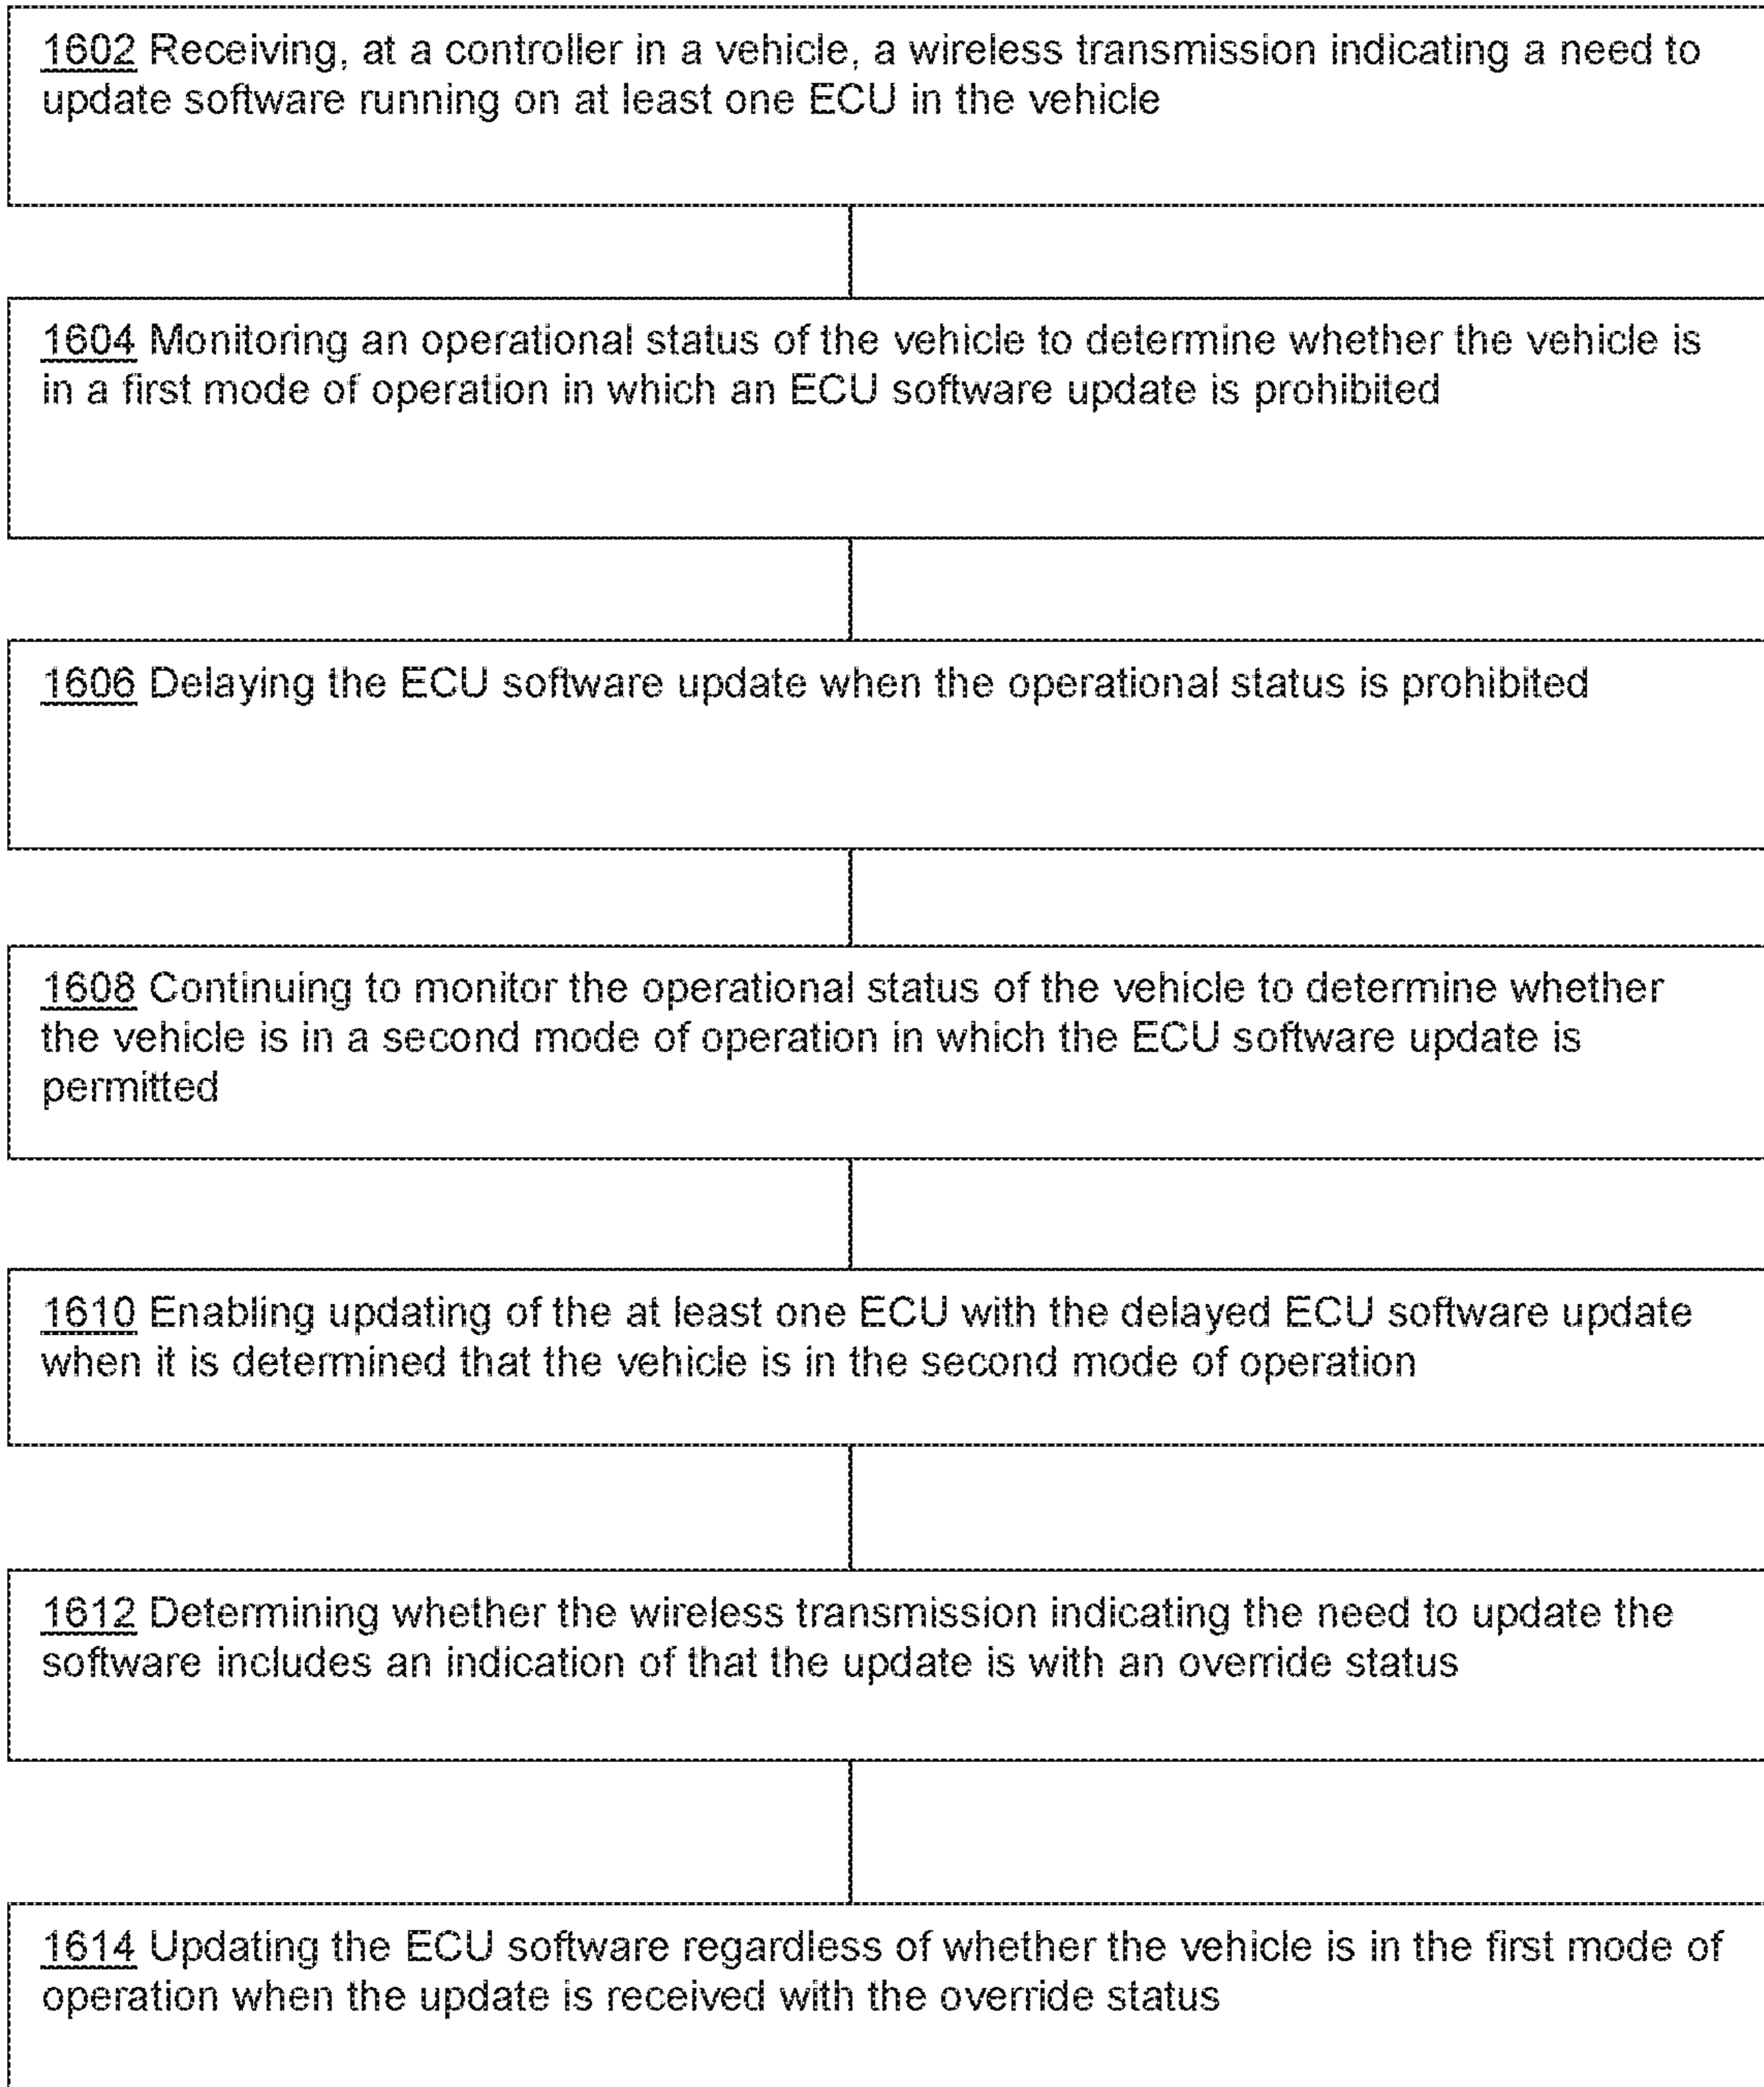 1602 Receiving, at a controller in a vehicle, a wireless transmission indicating a need to
update software running on at least one ECU in the vehicle
1604 Monitoring an operational status of the vehicle to determine whether the vehicle is
in a first mode of operation in which an ECU software update is prohibited
1606 Delaying the ECU software update when the operational status is prohibited
1608 Continuing to monitor the operational status of the vehicle to determine whether
the vehicle is in a second mode of operation in which the ECU software update is
permitted
1610 Enabling updating of the at least one ECU with the delayed ECU software update
when it is determined that the vehicle is in the second mode of operation
1612 Determining whether the wireless transmission indicating the need to update the
software includes an indication of that the update is with an override status
1614 Updating the ECU software regardless of whether the vehicle is in the first mode of
operation when the update is received with the override status